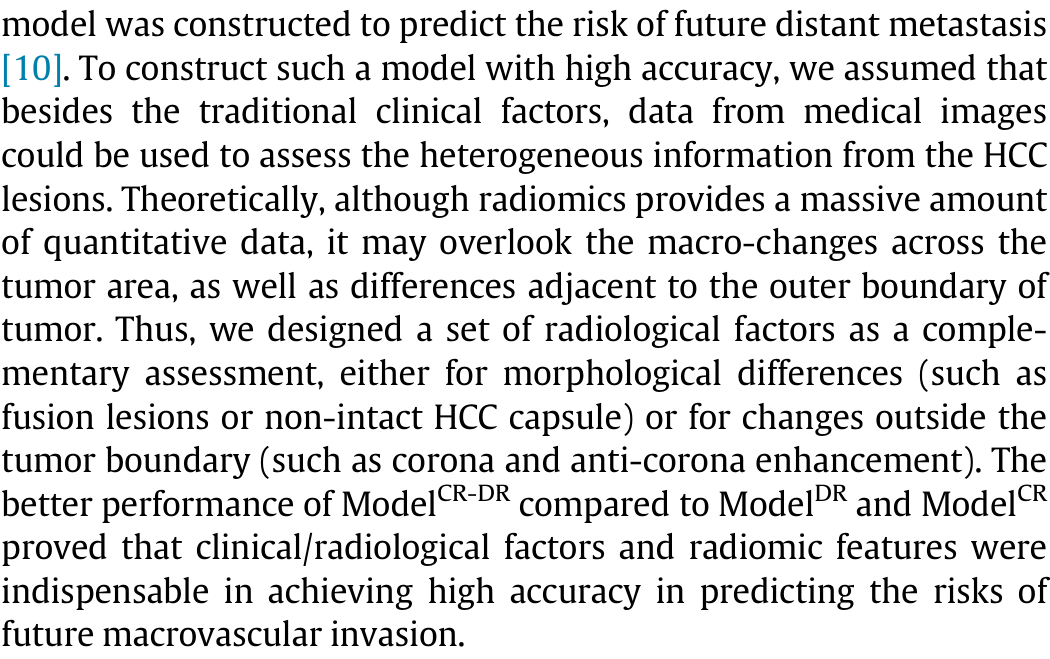 model was constructed to predict the risk of future distant metastasis
[10]. To construct such a model with high accuracy, we assumed that
besides the traditional clinical factors, data from medical images
could be used to assess the heterogeneous information from the HCC
lesions. Theoretically, although radiomics provides a massive amount
of quantitative data, it may overlook the macro-changes across the
tumor area, as well as differences adjacent to the outer boundary of
tumor. Thus, we designed a set of radiological factors as a comple-
mentary assessment, either for morphological differences (such as
fusion lesions or non-intact HCC capsule) or for changes outside the
tumor boundary (such as corona and anti-corona enhancement). The
better performance of Model^CR-DR compared to Model^DR and Model^CR
proved that clinical/radiological factors and radiomic features were
indispensable in achieving high accuracy in predicting the risks of
future macrovascular invasion.